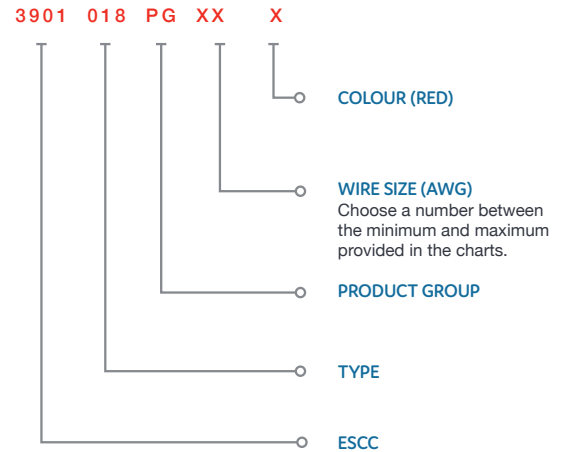 3901 018 PG XX X
COLOUR (RED)
WIRE SIZE (AWG)
Choose a number between
the minimum and maximum
provided in the charts.
PRODUCT GROUP
TYPE
ESCC